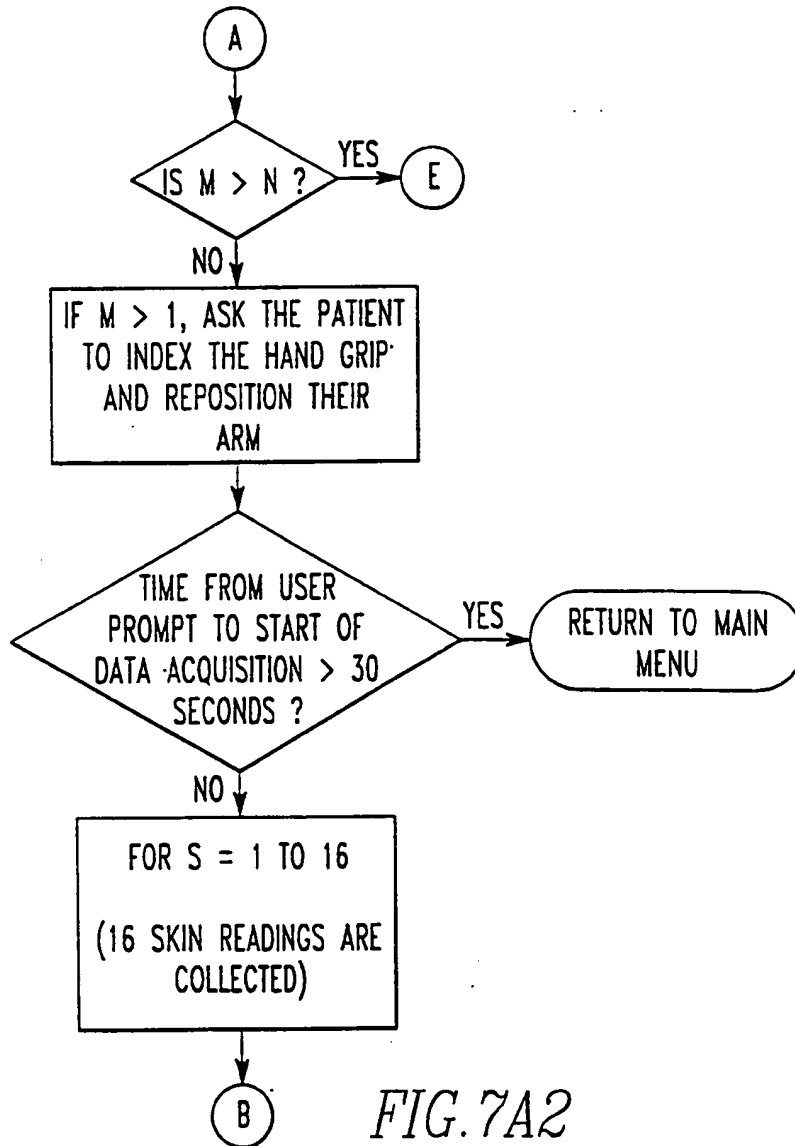 A
IS M > N ?
YES
E
NO
IF M > 1, ASK THE PATIENT
TO INDEX THE HAND GRIP
AND REPOSITION THEIR
ARM
TIME FROM USER
PROMPT TO START OF
DATA ACQUISITION > 30
SECONDS ?
YES
RETURN TO MAIN
MENU
NO
FOR S = 1 TO 16
(16 SKIN READINGS ARE
COLLECTED)
B
FIG.7A2